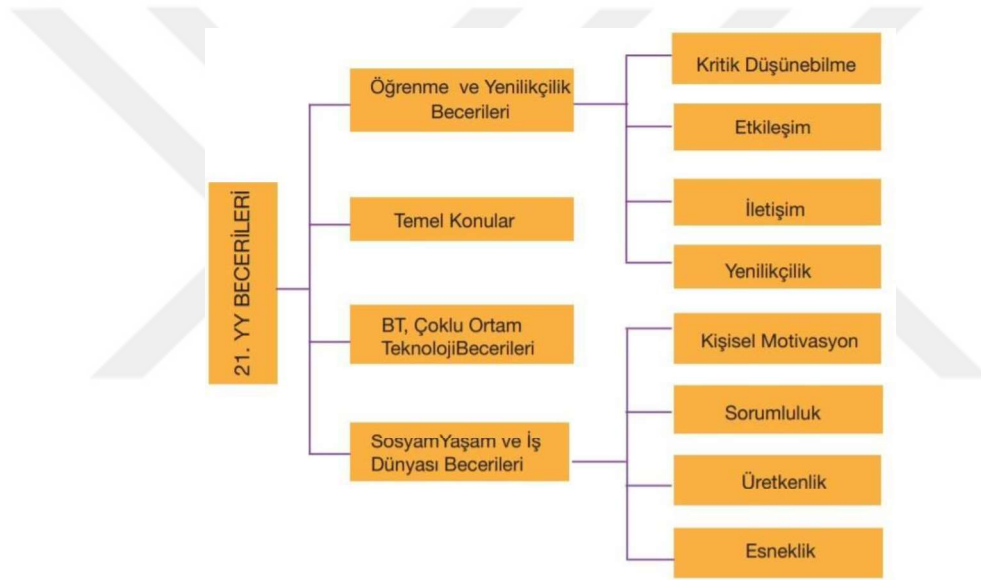 21. YY BECERİLERİ
Öğrenme ve Yenilikçilik
Becerileri
Temel Konular
BT, Çoklu Ortam
TeknolojiBecerileri
SosyamYaşam ve İş
Dünyası Becerileri
Kritik Düşünebilme
Etkileşim
İletişim
Yenilikçilik
Kişisel Motivasyon
Sorumluluk
Üretkenlik
Esneklik